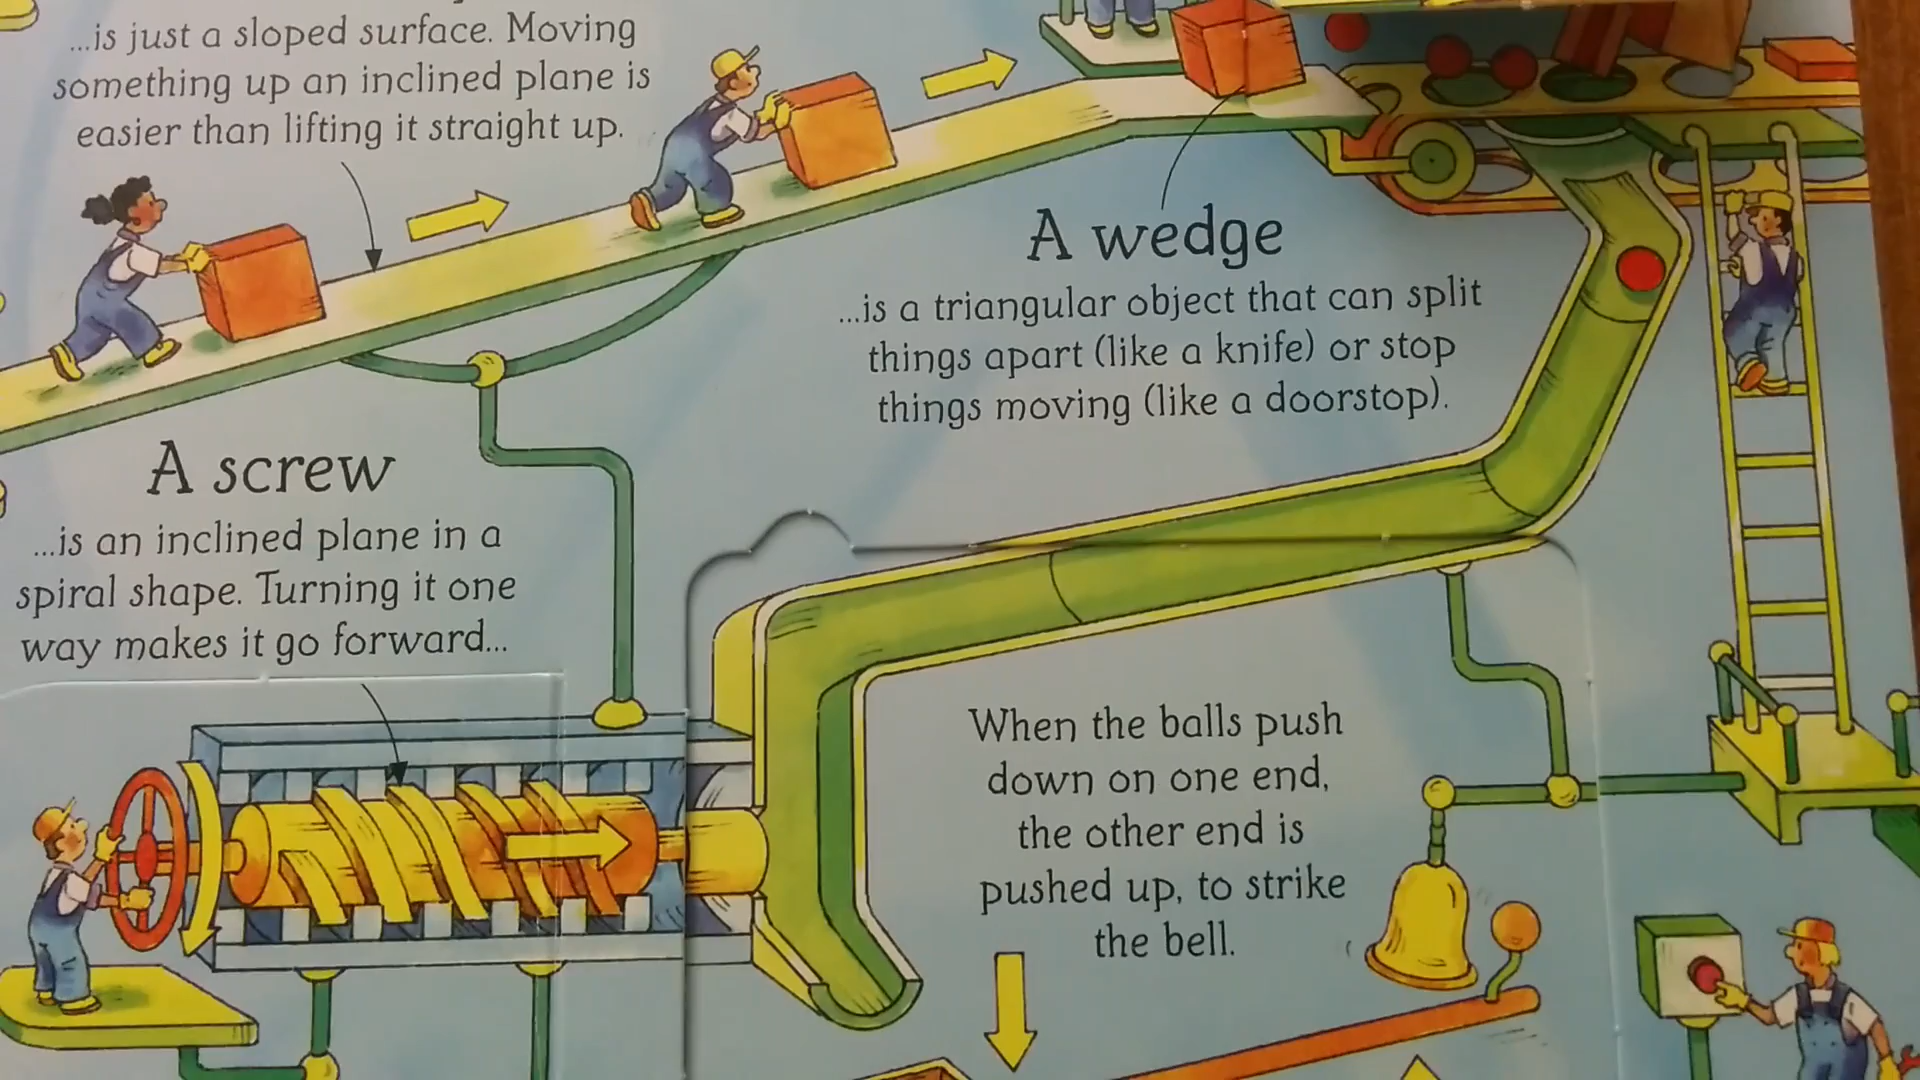 ...is just a sloped surface. Moving
something up an inclined plane is
easier than lifting it straight up.
A wedge
...is a triangular object that can split
things apart (like a knife) or stop
things moving (like a doorstop).
A screw
...is an inclined plane in a
spiral shape. Turning it one
way makes it go forward...
When the balls push
down on one end,
the other end is
pushed up, to strike
the bell.